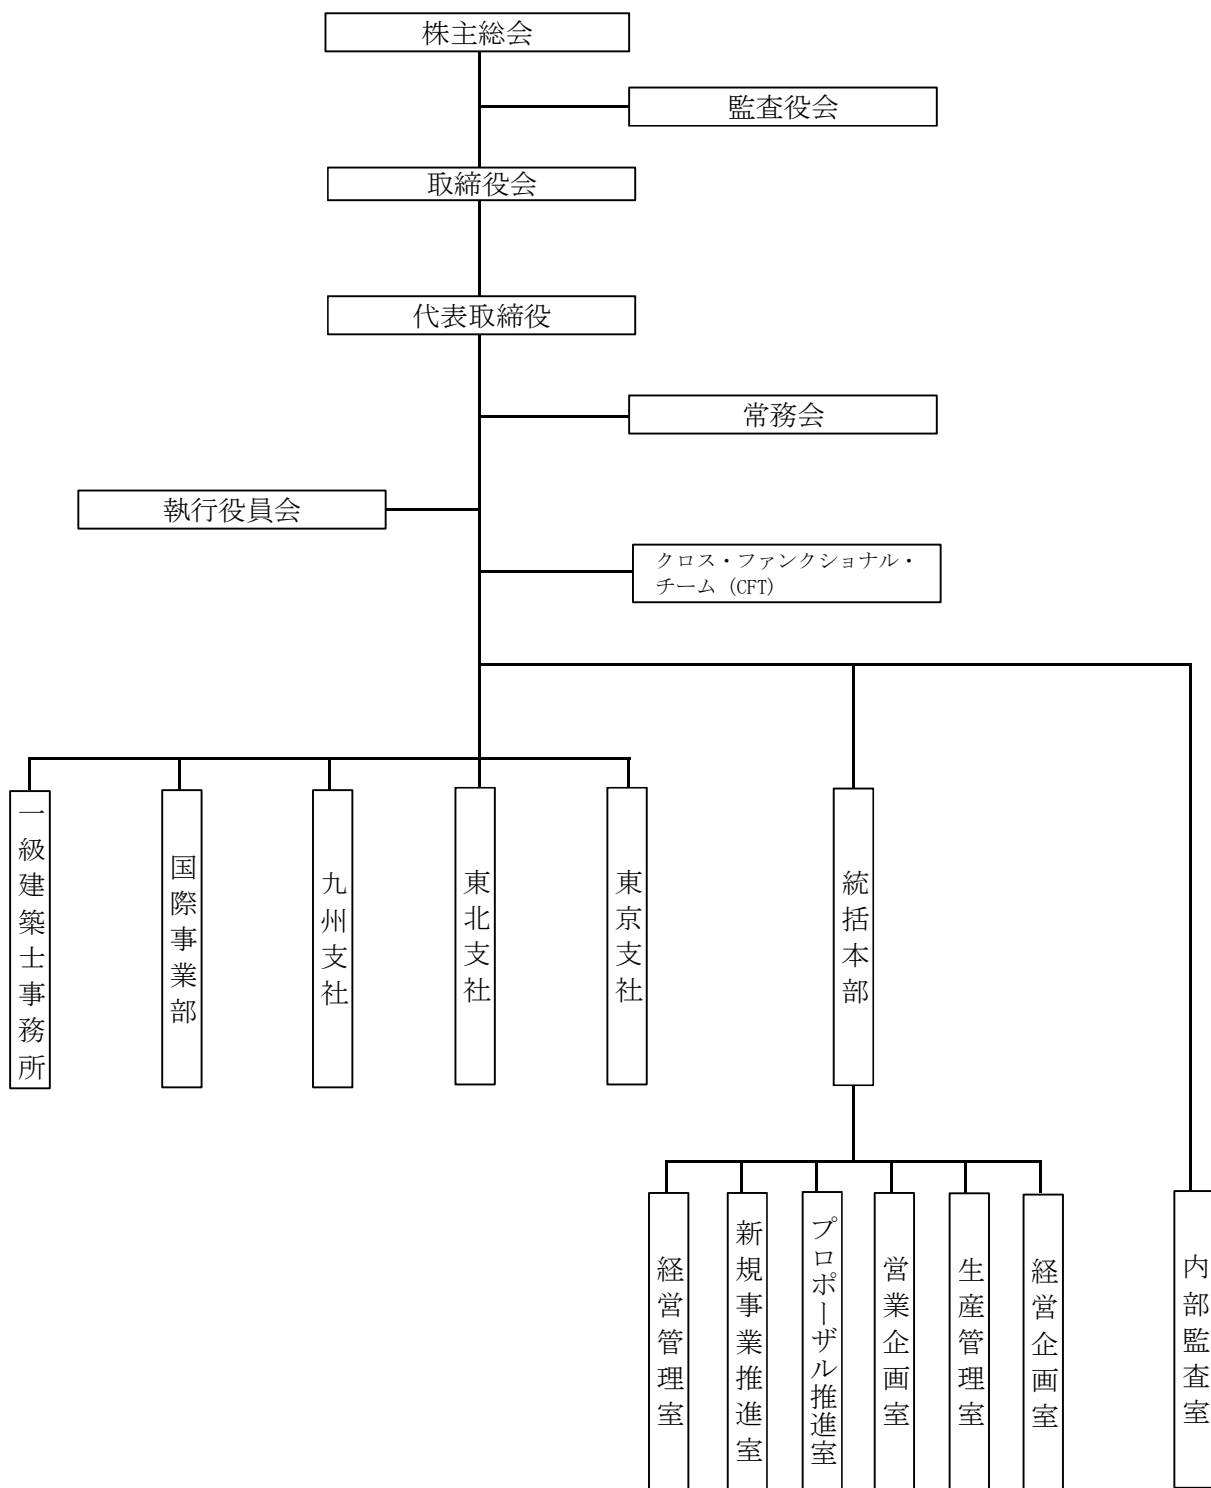 株主総会
監査役会
取締役会
代表取締役
常務会
執行役員会
クロス・ファンクショナル・
チーム (CFT)
一級建築士事務所
国際事業部
九州支社
東北支社
東京支社
統括本部
経営管理室
新規事業推進室
プロポーザル推進室
営業企画室
生産管理室
経営企画室
内部監査室